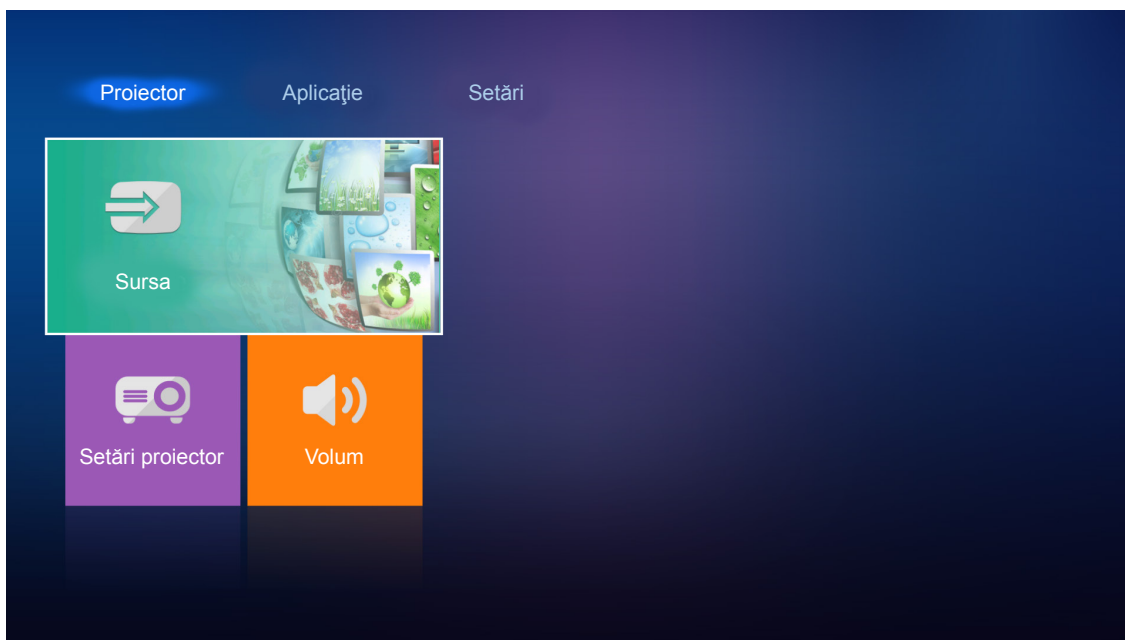 Proiector
Aplicaţie
Setări
Sursa
Setări proiector
Volum